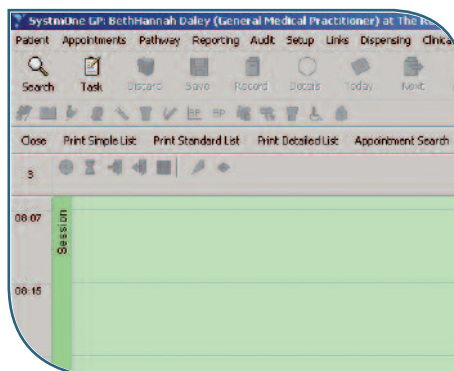 SystmOne GP: BethHannah Daley (General Medical Practitioner) at The
Patient Appointments Pathway Reporting Audit Setup Links Dispensing Clinical
Search Task Discard Save Record Details Today Next
Close Print Simple List Print Standard List Print Detailed List Appointment Search
3
08:07
Session
08:15